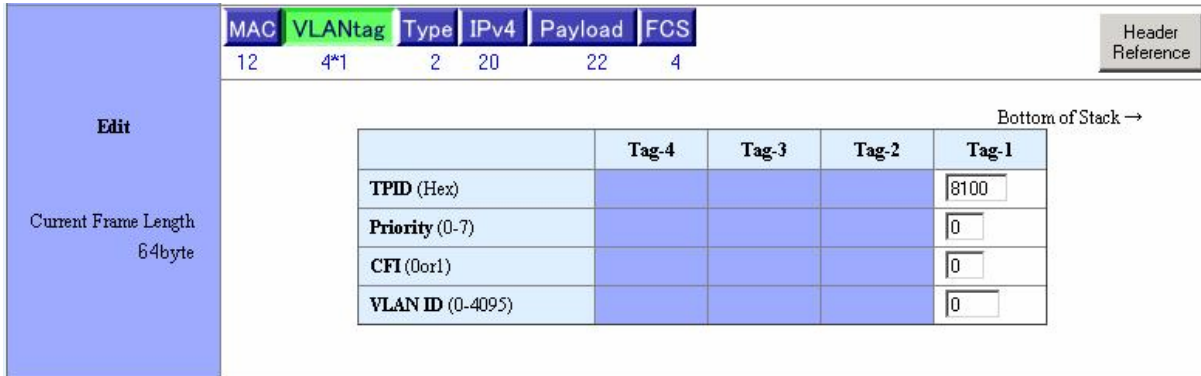 MAC VLANtag Type IPv4 Payload FCS
12 4*1 2 20 22 4
Header
Reference
Edit
Current Frame Length
64byte
Bottom of Stack →
Tag-4 Tag-3 Tag-2 Tag-1
TPID (Hex) 8100
Priority (0-7) 0
CFI (0or1) 0
VLAN ID (0-4095) 0